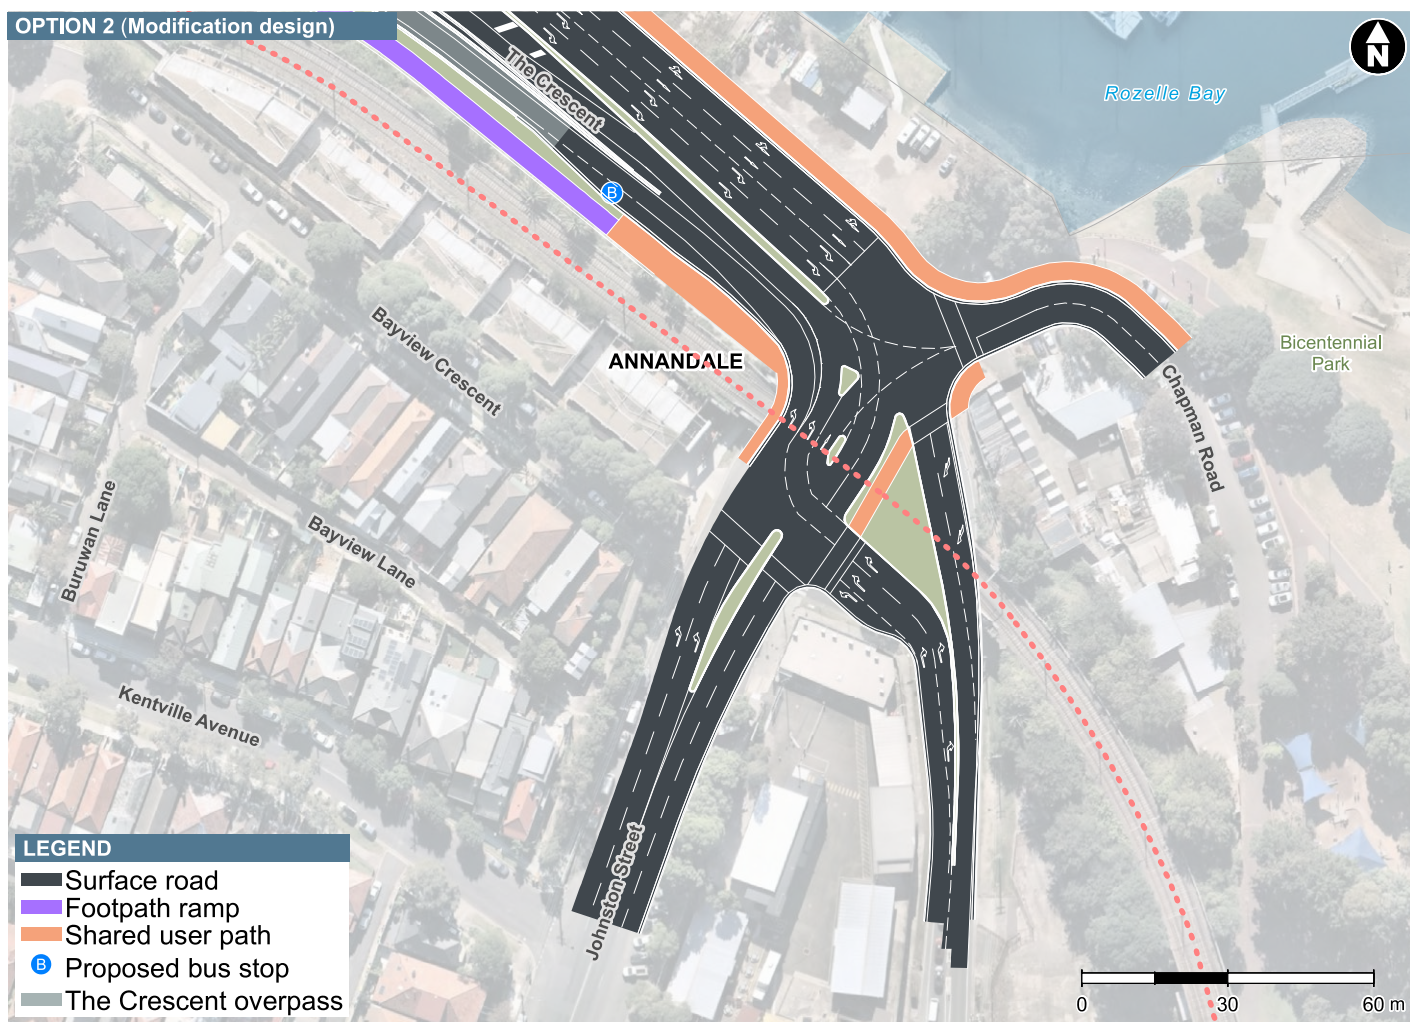 OPTION 2 (Modification design)
N
Rozelle Bay
The Crescent
B
Bayview Crescent
ANNANDALE
Bicentennial
Park
Chapman Road
Buruwan Lane
Bayview Lane
Kentville Avenue
Johnston Street
LEGEND
Surface road
Footpath ramp
Shared user path
B Proposed bus stop
The Crescent overpass
0 30 60 m